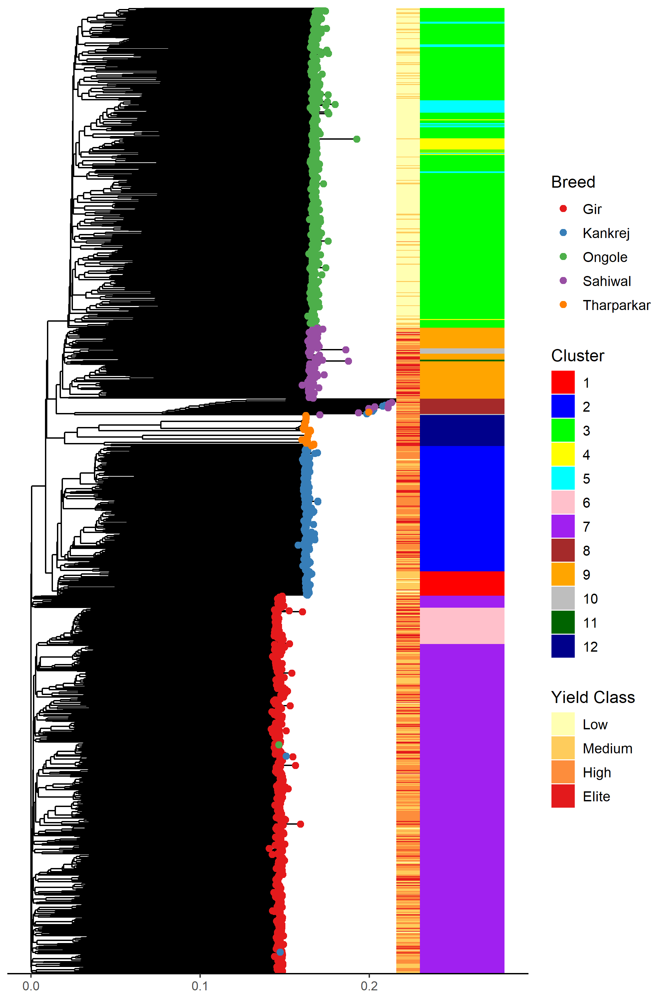 Breed
Gir
Kankrej
Ongole
Sahiwal
Tharparkar
Cluster
1
2
3
4
5
6
7
8
9
10
11
12
Yield Class
Low
Medium
High
Elite
0.0 0.1 0.2